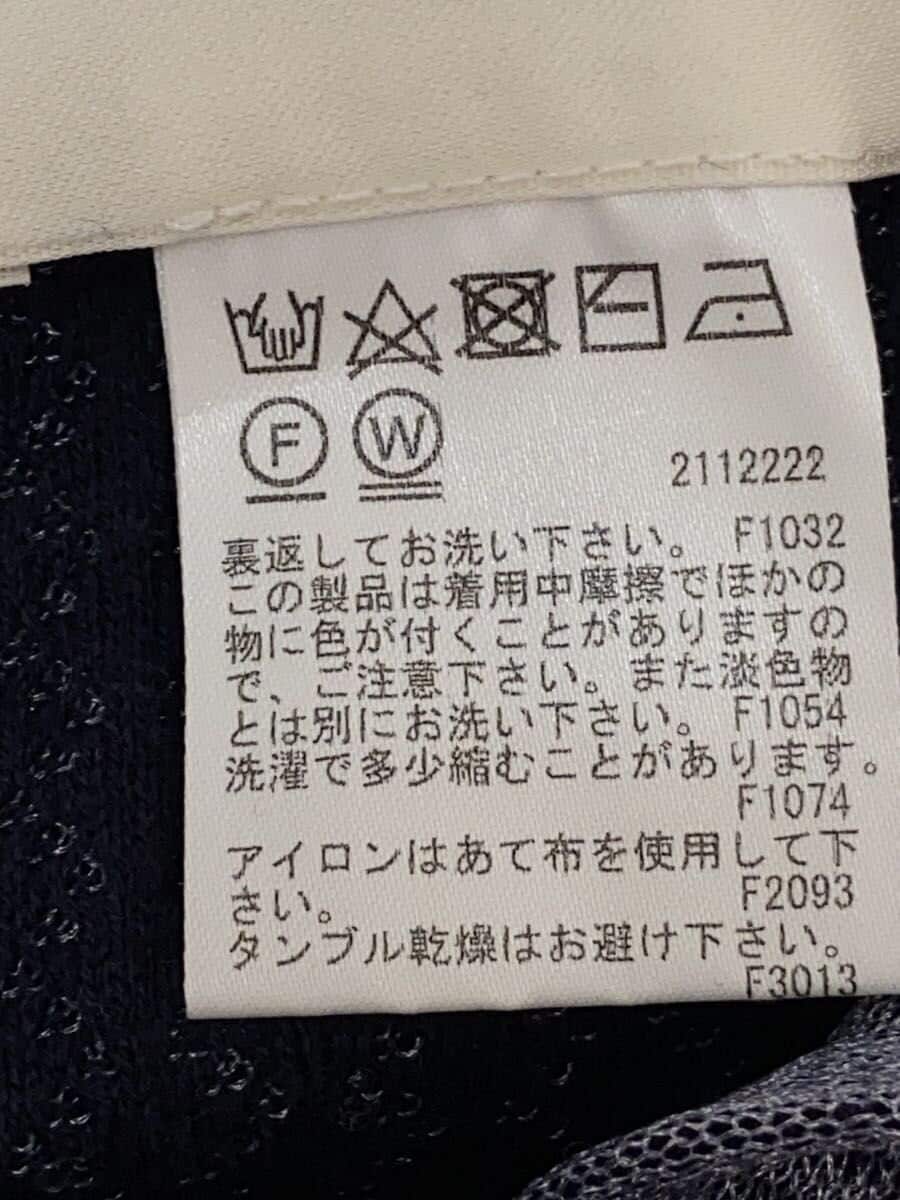 F
W
2112222
裏返してお洗い下さい。 F1032
この製品は着用中摩擦でほかの
物に色が付くことがありますの
で、ご注意下さい。また淡色物
とは別にお洗い下さい。 F1054
洗濯で多少縮むことがあります。
F1074
アイロンはあて布を使用して下
さい。 F2093
タンブル乾燥はお避け下さい。
F3013